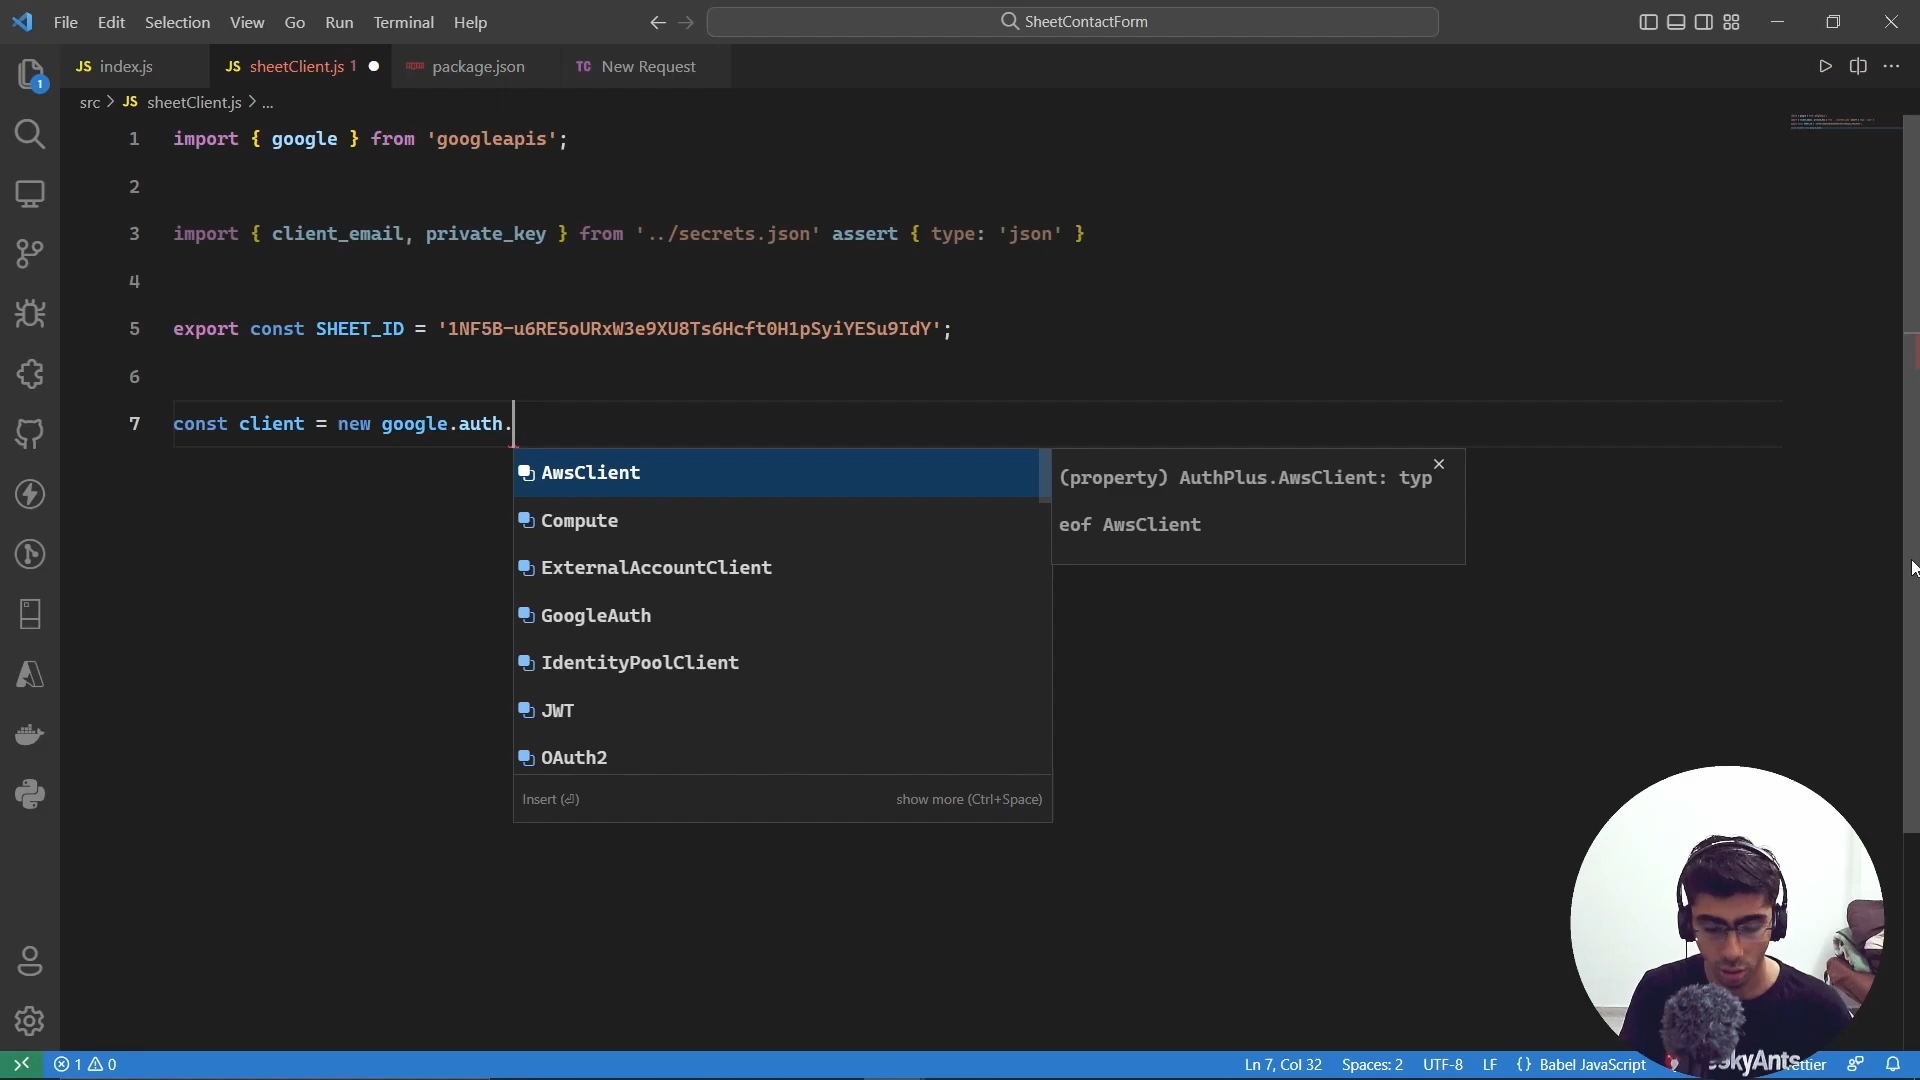 File Edit Selection View Go Run Terminal Help
SheetContactForm
1
JS index.js
JS sheetClient.js 1
package.json
TC New Request
src > JS sheetClient.js > ...
1 import { google } from 'googleapis';
2
3 import { client_email, private_key } from '../secrets.json' assert { type: 'json' }
4
5 export const SHEET_ID = '1NF5B-u6RE5oURxW3e9XU8Ts6Hcft0H1pSyiYESu9IdY';
6
7 const client = new google.auth.
AwsClient
Compute
ExternalAccountClient
GoogleAuth
IdentityPoolClient
JWT
OAuth2
Insert (⏎) show more (Ctrl+Space)
(property) AuthPlus.AwsClient: typ
eof AwsClient
1 0
Ln 7, Col 32 Spaces: 2 UTF-8 LF {} Babel JavaScript